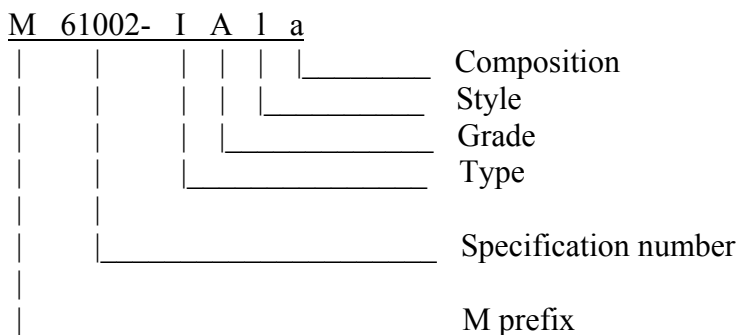 M 61002- I A l a
Composition
Style
Grade
Type
Specification number
M prefix